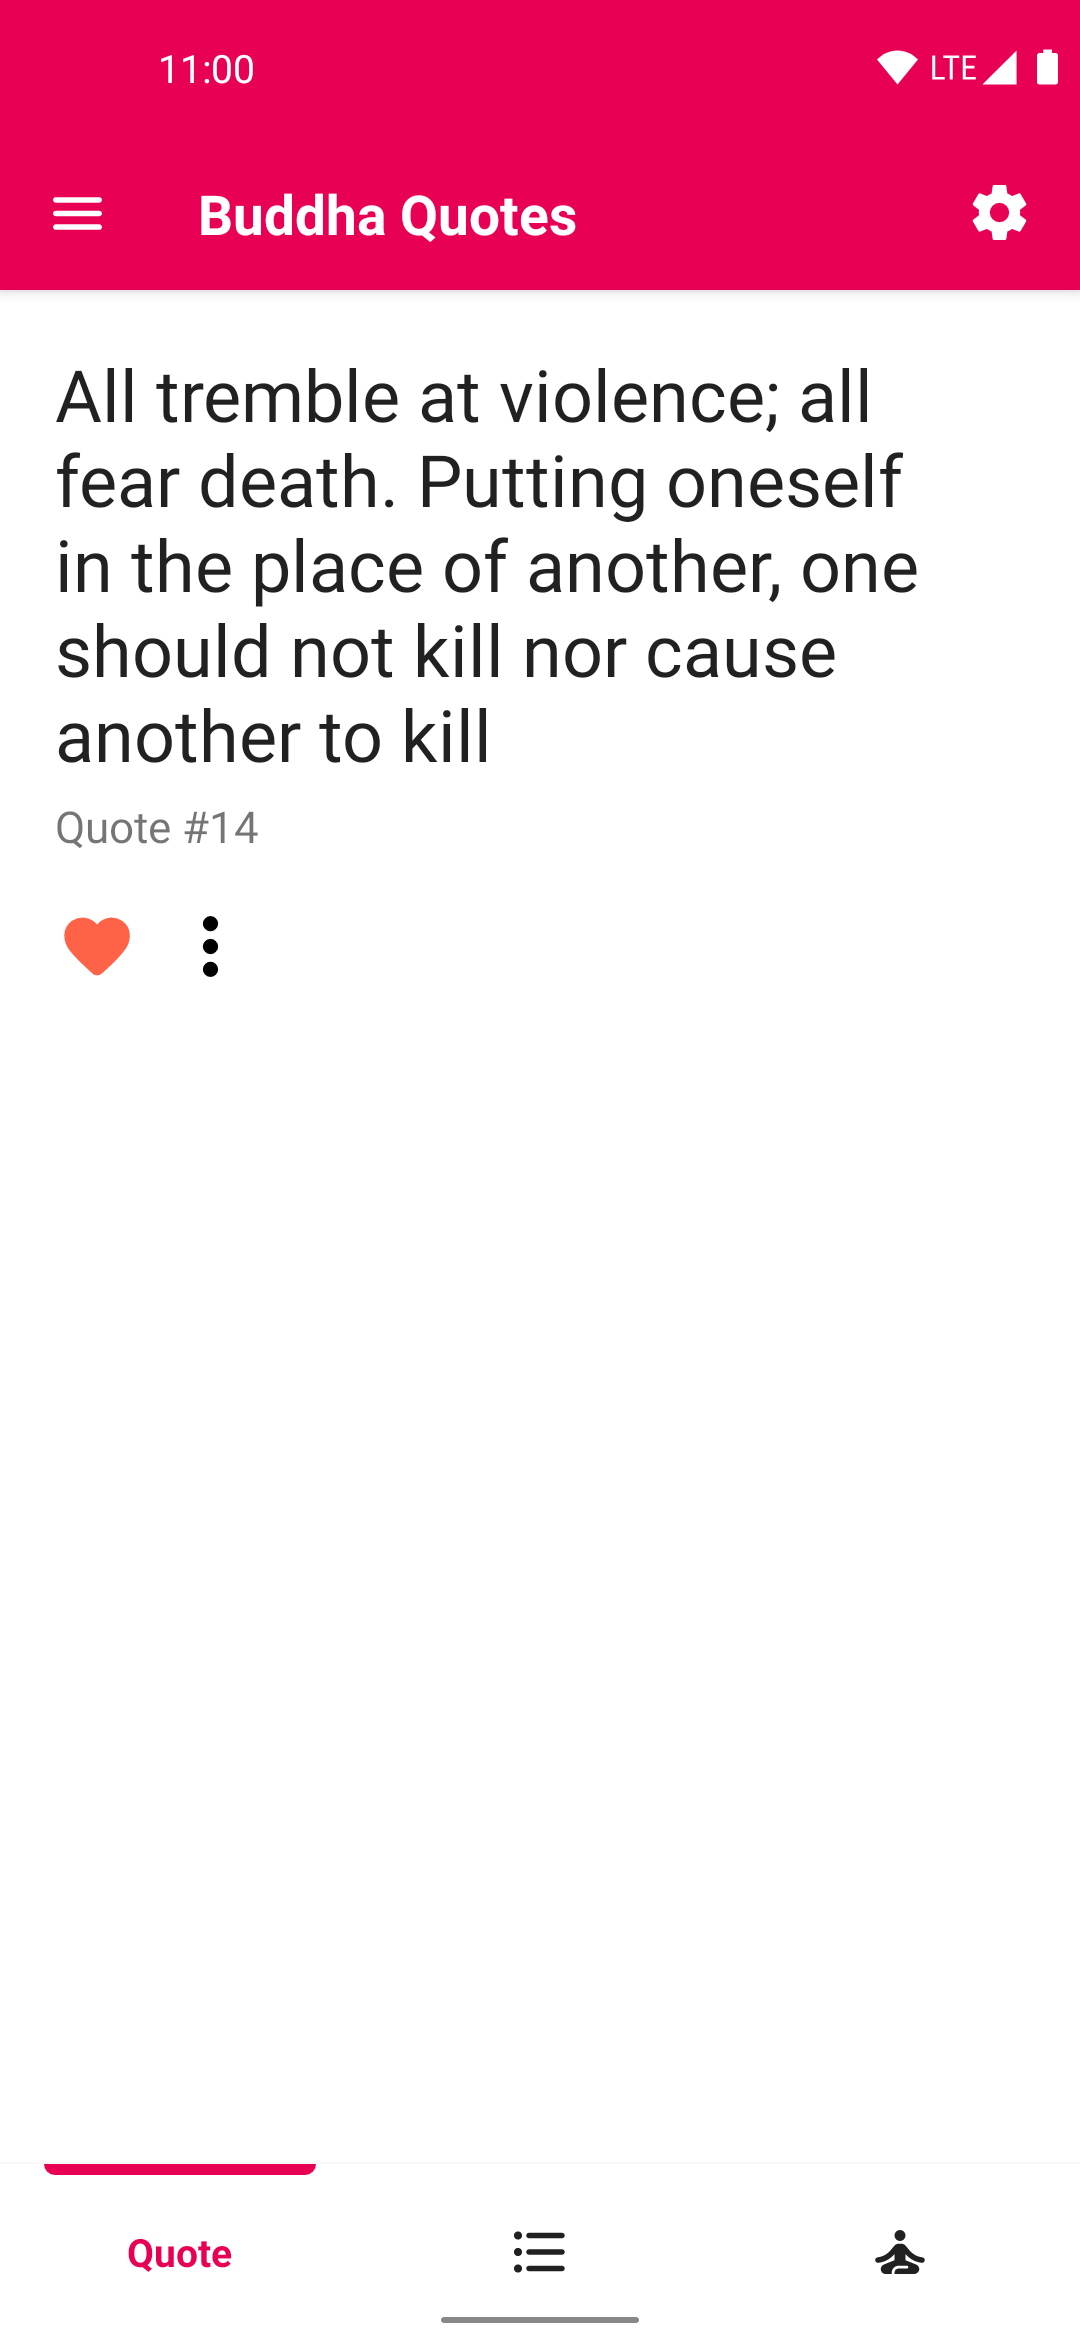 11:00
LTE
Buddha Quotes
All tremble at violence; all
fear death. Putting oneself
in the place of another, one
should not kill nor cause
another to kill
Quote #14
Quote